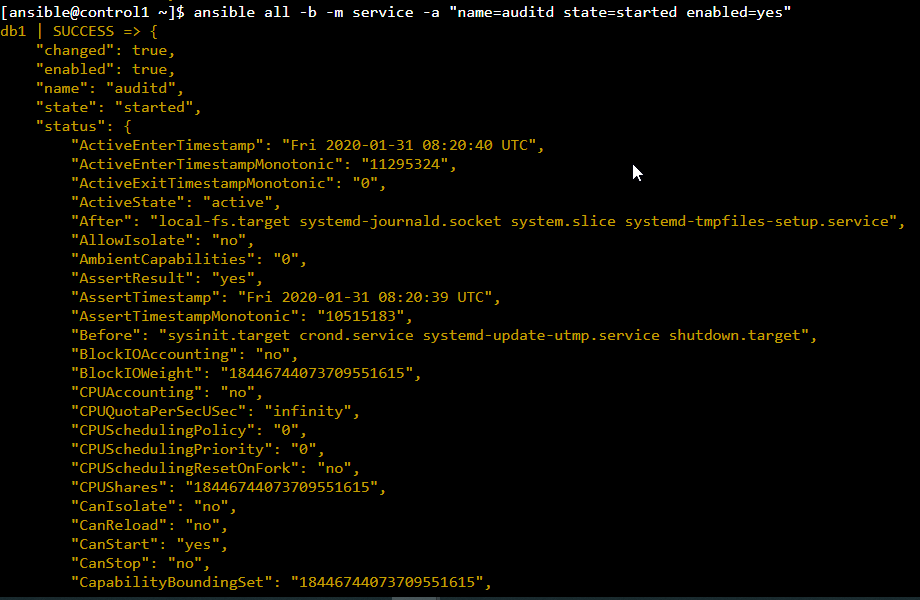 [ansible@control1 ~]$ ansible all -b -m service -a "name=auditd state=started enabled=yes"
db1 | SUCCESS => {
    "changed": true,
    "enabled": true,
    "name": "auditd",
    "state": "started",
    "status": {
        "ActiveEnterTimestamp": "Fri 2020-01-31 08:20:40 UTC",
        "ActiveEnterTimestampMonotonic": "11295324",
        "ActiveExitTimestampMonotonic": "0",
        "ActiveState": "active",
        "After": "local-fs.target systemd-journald.socket system.slice systemd-tmpfiles-setup.service",
        "AllowIsolate": "no",
        "AmbientCapabilities": "0",
        "AssertResult": "yes",
        "AssertTimestamp": "Fri 2020-01-31 08:20:39 UTC",
        "AssertTimestampMonotonic": "10515183",
        "Before": "sysinit.target crond.service systemd-update-utmp.service shutdown.target",
        "BlockIOAccounting": "no",
        "BlockIOWeight": "18446744073709551615",
        "CPUAccounting": "no",
        "CPUQuotaPerSecUSec": "infinity",
        "CPUSchedulingPolicy": "0",
        "CPUSchedulingPriority": "0",
        "CPUSchedulingResetOnFork": "no",
        "CPUShares": "18446744073709551615",
        "CanIsolate": "no",
        "CanReload": "no",
        "CanStart": "yes",
        "CanStop": "no",
        "CapabilityBoundingSet": "18446744073709551615",